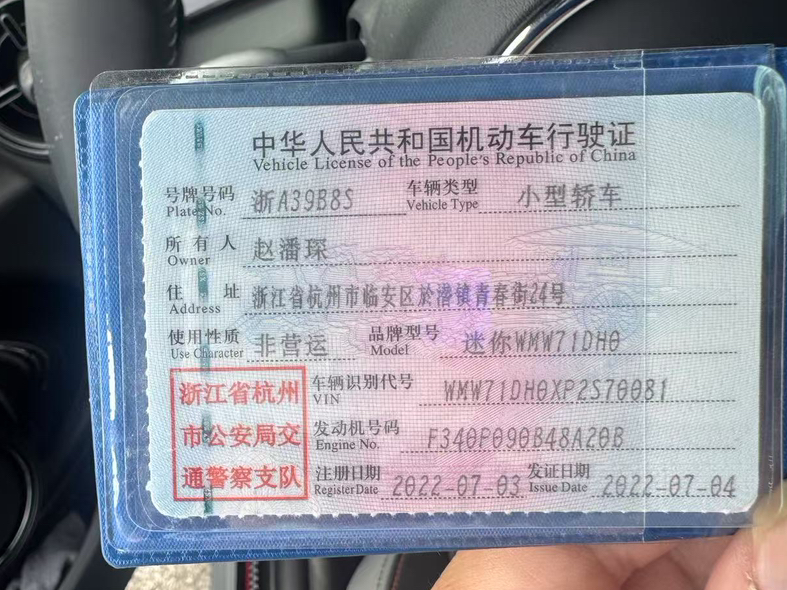 中华人民共和国机动车行驶证
Vehicle License of the People's Republic of China
号牌号码 浙A39B8S 车辆类型 小型轿车
Plate No. Vehicle Type
所有人 赵潘琛
Owner
住址 浙江省杭州市临安区於潜镇青春街24号
Address
使用性质 非营运 品牌型号 迷你WMW71DH0
Use Character Model
浙江省杭州 车辆识别代号 WMW71DH0XP2S700B1
VIN
市公安局交 发动机号码 F340P090B48A20B
Engine No.
通警察支队 注册日期 2022-07-03 发证日期 2022-07-04
Register Date Issue Date